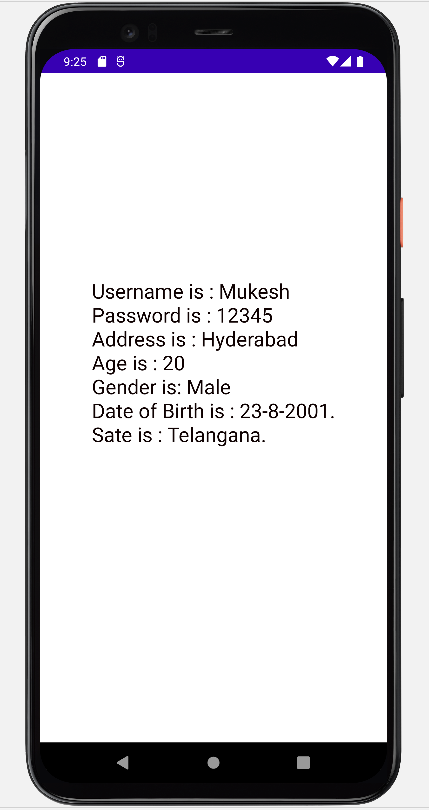 9:25
Username is : Mukesh
Password is : 12345
Address is : Hyderabad
Age is : 20
Gender is: Male
Date of Birth is : 23-8-2001.
Sate is : Telangana.